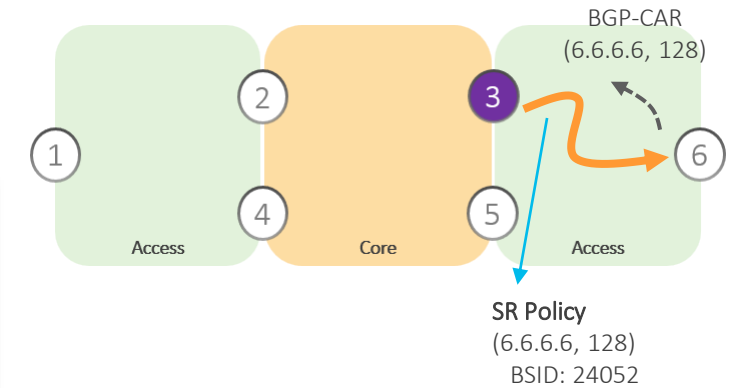 BGP-CAR
(6.6.6.6, 128)
2
3
1
6
4
5
Access
Core
Access
SR Policy
(6.6.6.6, 128)
BSID: 24052